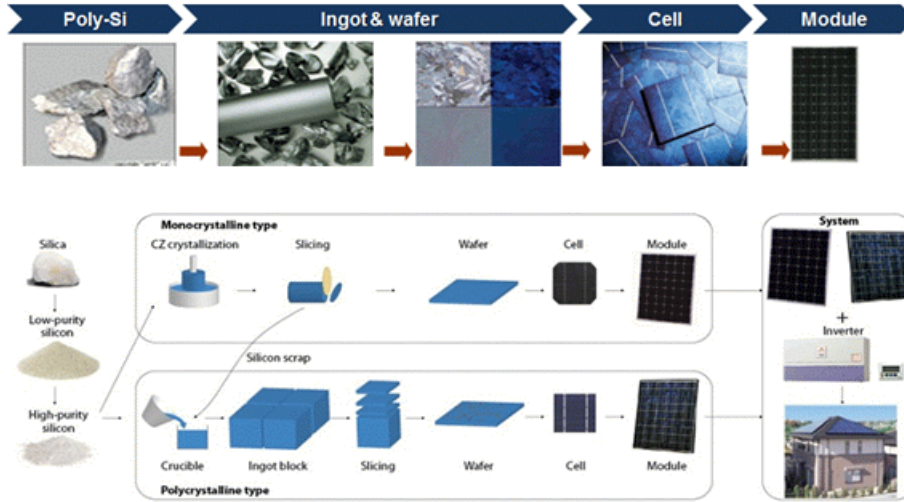 Poly-Si
Ingot & wafer
Cell
Module
Monocrystalline type
System
Silica
CZ crystallization
Slicing
Wafer
Cell
Module
Low-purity
silicon
Inverter
Silicon scrap
High-purity
silicon
Crucible
Ingot block
Slicing
Wafer
Cell
Module
Polycrystalline type